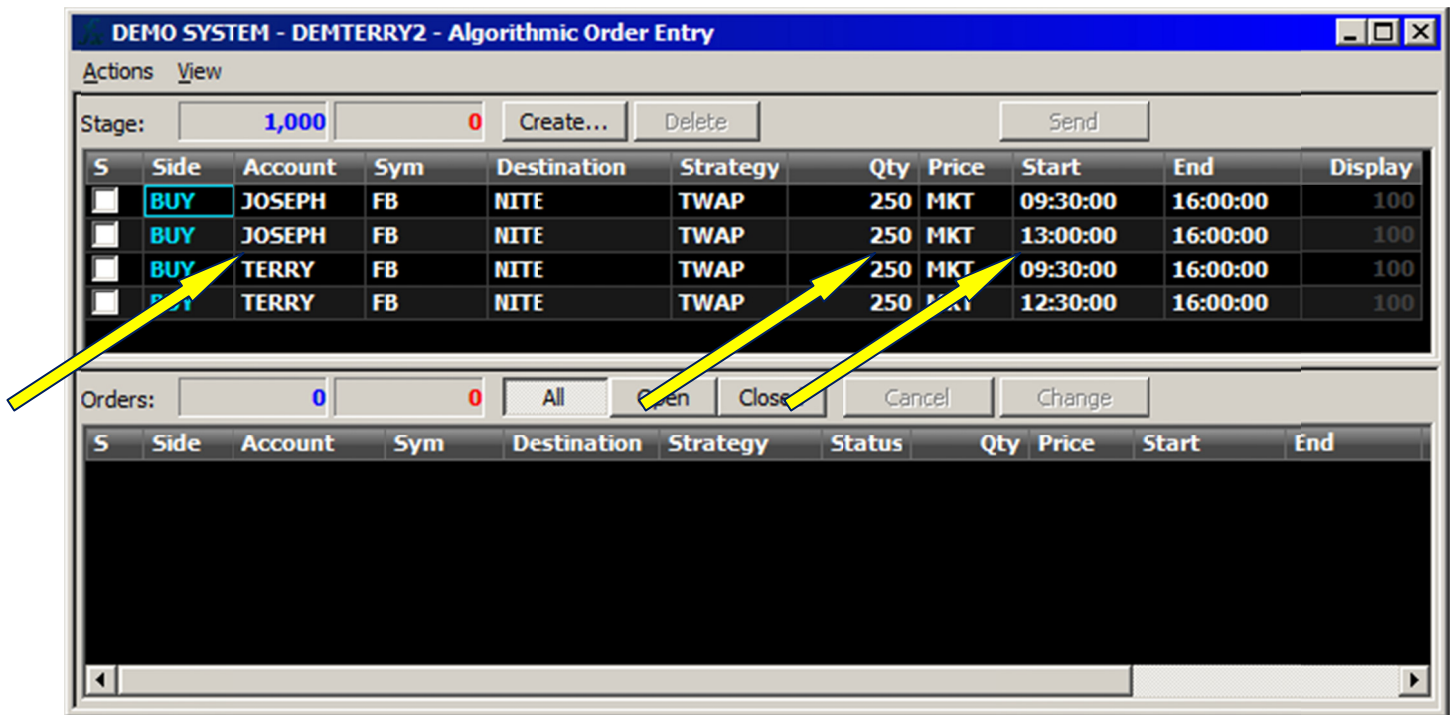 DEMO SYSTEM - DEMTERRY2 - Algorithmic Order Entry
Actions View
Stage: 1,000 0 Create... Delete Send
S Side Account Sym Destination Strategy Qty Price Start End Display
BUY JOSEPH FB NITE TWAP 250 MKT 09:30:00 16:00:00 100
BUY JOSEPH FB NITE TWAP 250 MKT 13:00:00 16:00:00 100
BUY TERRY FB NITE TWAP 250 MKT 09:30:00 16:00:00 100
BUY TERRY FB NITE TWAP 250 MKT 12:30:00 16:00:00 100
Orders: 0 0 All Open Close Cancel Change
S Side Account Sym Destination Strategy Status Qty Price Start End